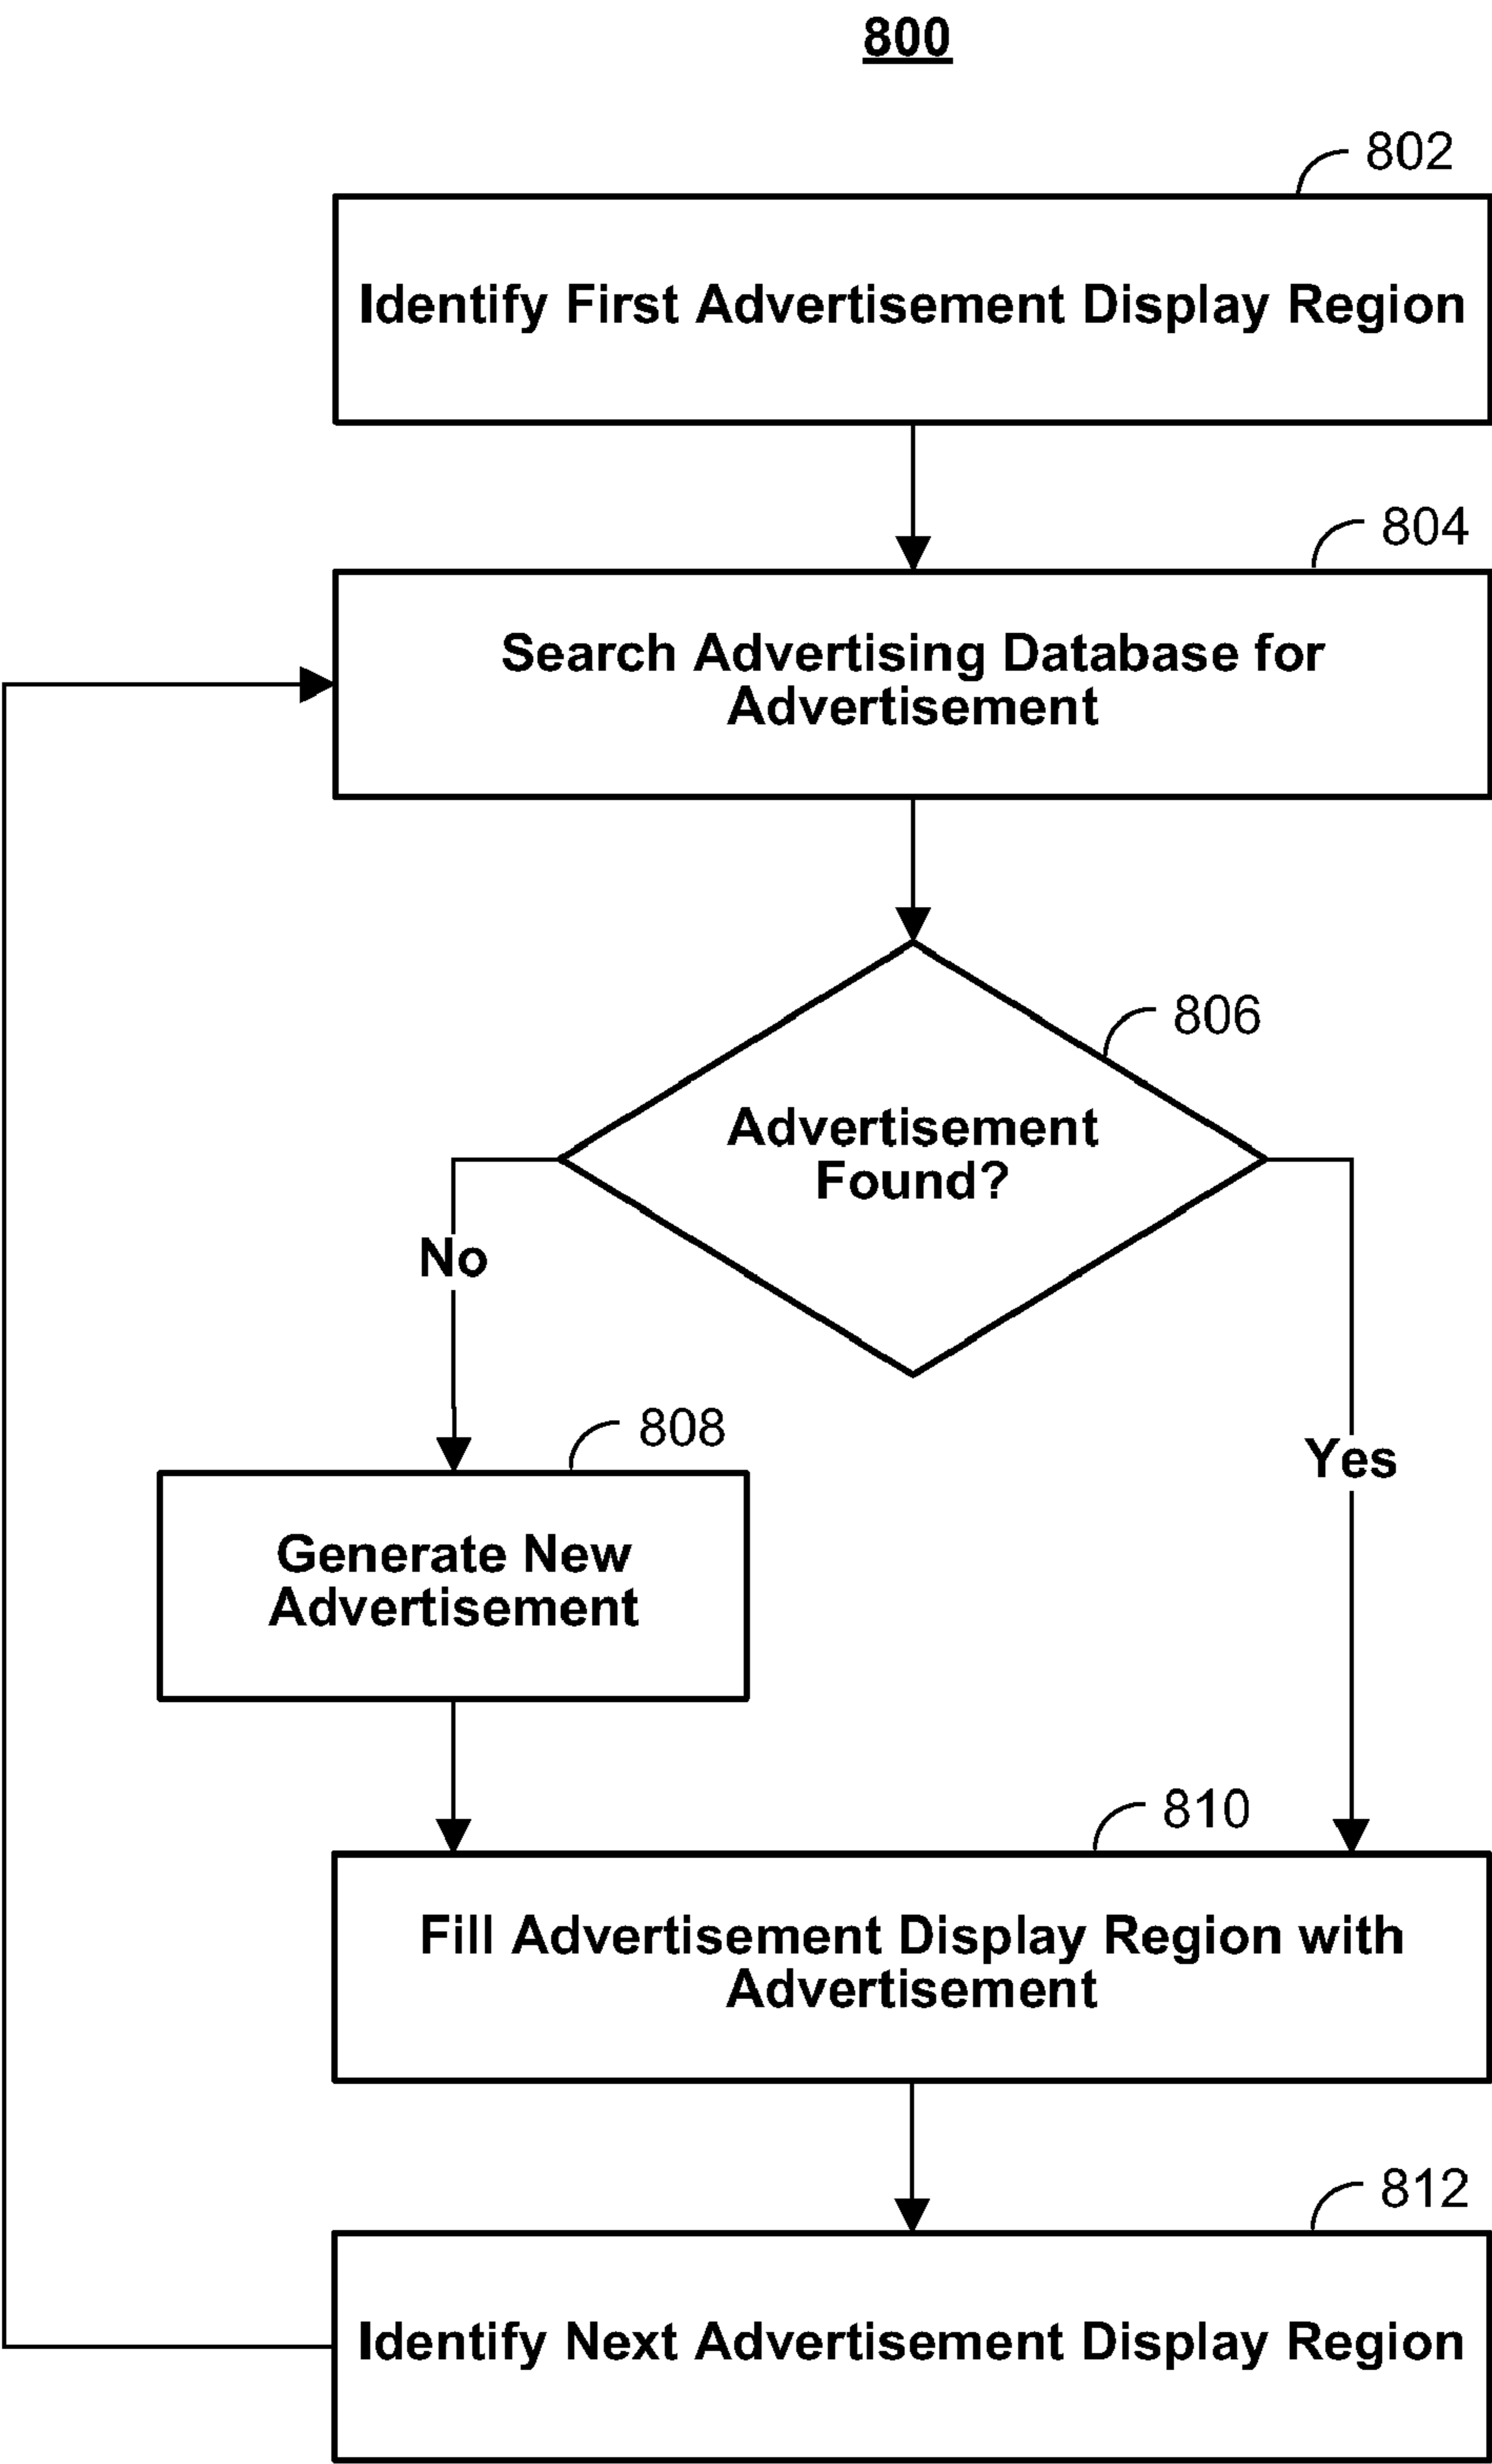 800
802
Identify First Advertisement Display Region
804
Search Advertising Database for
Advertisement
806
Advertisement
Found?
No
808
Yes
Generate New
Advertisement
810
Fill Advertisement Display Region with
Advertisement
812
Identify Next Advertisement Display Region